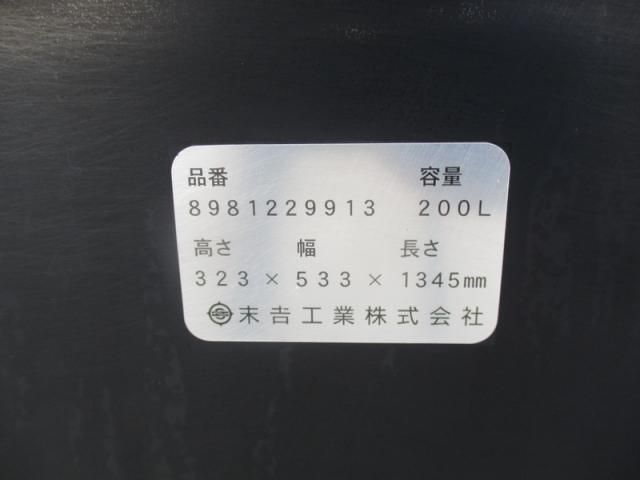 品番 容量
8981229913 200L
高さ 幅 長さ
323 × 533 × 1345mm
末吉工業株式会社